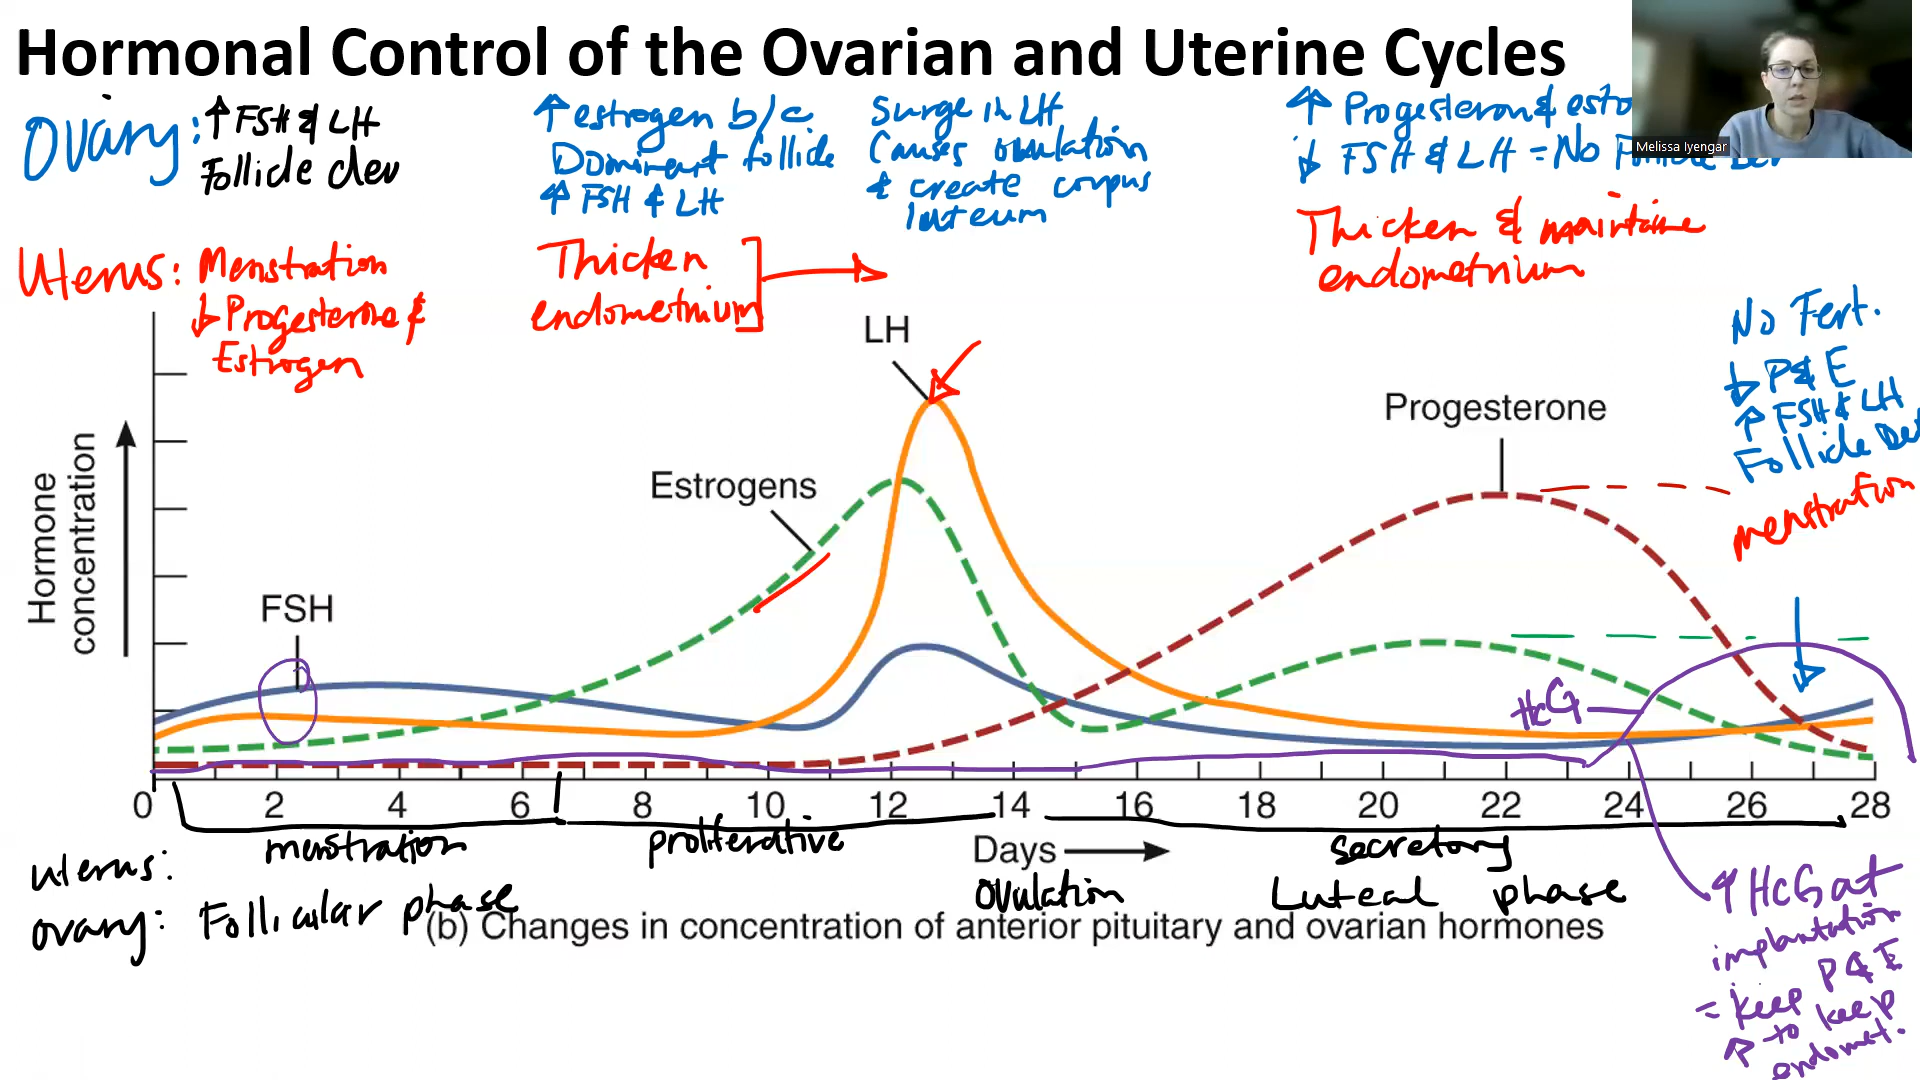 Hormonal Control of the Ovarian and Uterine Cycles
Melissa Iyengar
Ovary: ↑ FSH & LH
Follicle dev
↑ estrogen b/c
Dominant follicle
↑ FSH & LH
Surge in LH
Causes ovulation
& create corpus
luteum
↑ Progesteron & esto
↓ FSH & LH = No
Uterus: Menstration
↓ Progesterone &
Estrogen
Thicken
endometrium
Thicken & maintaine
endometrium
No Fert.
↓ P & E
↑ FSH & LH
Follicle De
menstration
LH
Progesterone
Estrogens
FSH
HcG
Hormone
concentration
0 2 4 6 8 10 12 14 16 18 20 22 24 26 28
Days
uterus: menstration proliferative secretory
ovary: Follicular phase Ovulation Luteal phase
(b) Changes in concentration of anterior pituitary and ovarian hormones
↑ HcG at
implantation
= keep P & E
↑ to keep
endomet.